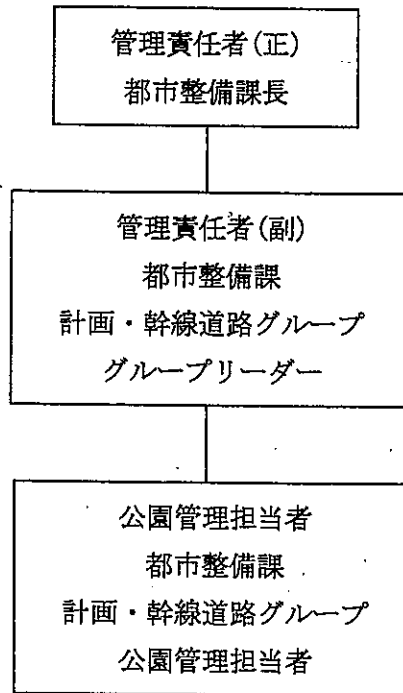 管理責任者(正)
都市整備課長
管理責任者(副)
都市整備課
計画・幹線道路グループ
グループリーダー
公園管理担当者
都市整備課
計画・幹線道路グループ
公園管理担当者